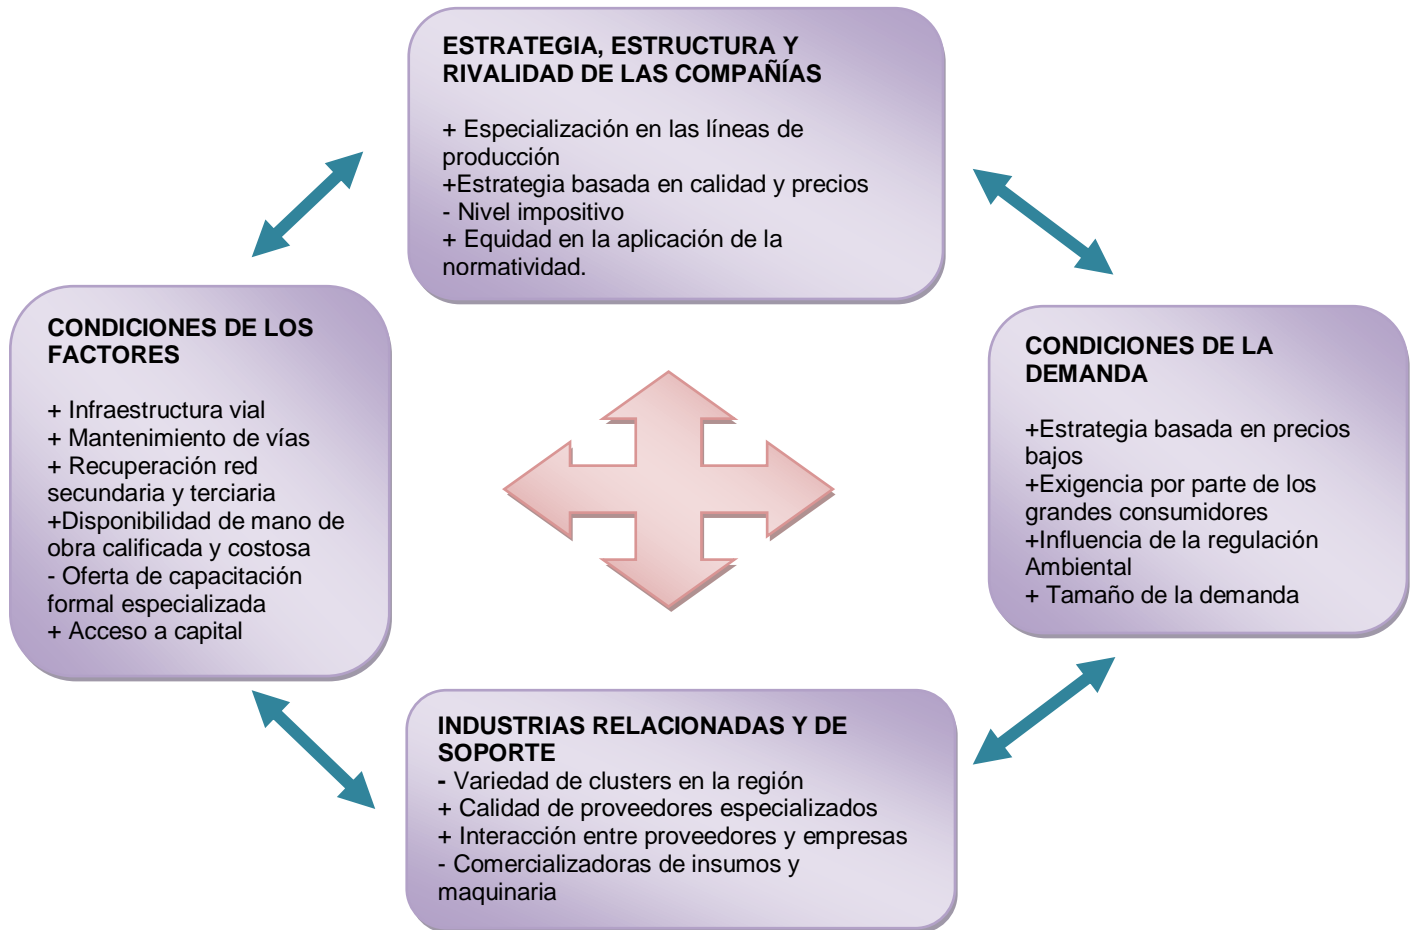 ESTRATEGIA, ESTRUCTURA Y
RIVALIDAD DE LAS COMPAÑÍAS
+ Especialización en las líneas de
producción
+Estrategia basada en calidad y precios
- Nivel impositivo
+ Equidad en la aplicación de la
normatividad.
CONDICIONES DE LOS
FACTORES
+ Infraestructura vial
+ Mantenimiento de vías
+ Recuperación red
secundaria y terciaria
+Disponibilidad de mano de
obra calificada y costosa
- Oferta de capacitación
formal especializada
+ Acceso a capital
CONDICIONES DE LA
DEMANDA
+Estrategia basada en precios
bajos
+Exigencia por parte de los
grandes consumidores
+Influencia de la regulación
Ambiental
+ Tamaño de la demanda
INDUSTRIAS RELACIONADAS Y DE
SOPORTE
- Variedad de clusters en la región
+ Calidad de proveedores especializados
+ Interacción entre proveedores y empresas
- Comercializadoras de insumos y
maquinaria